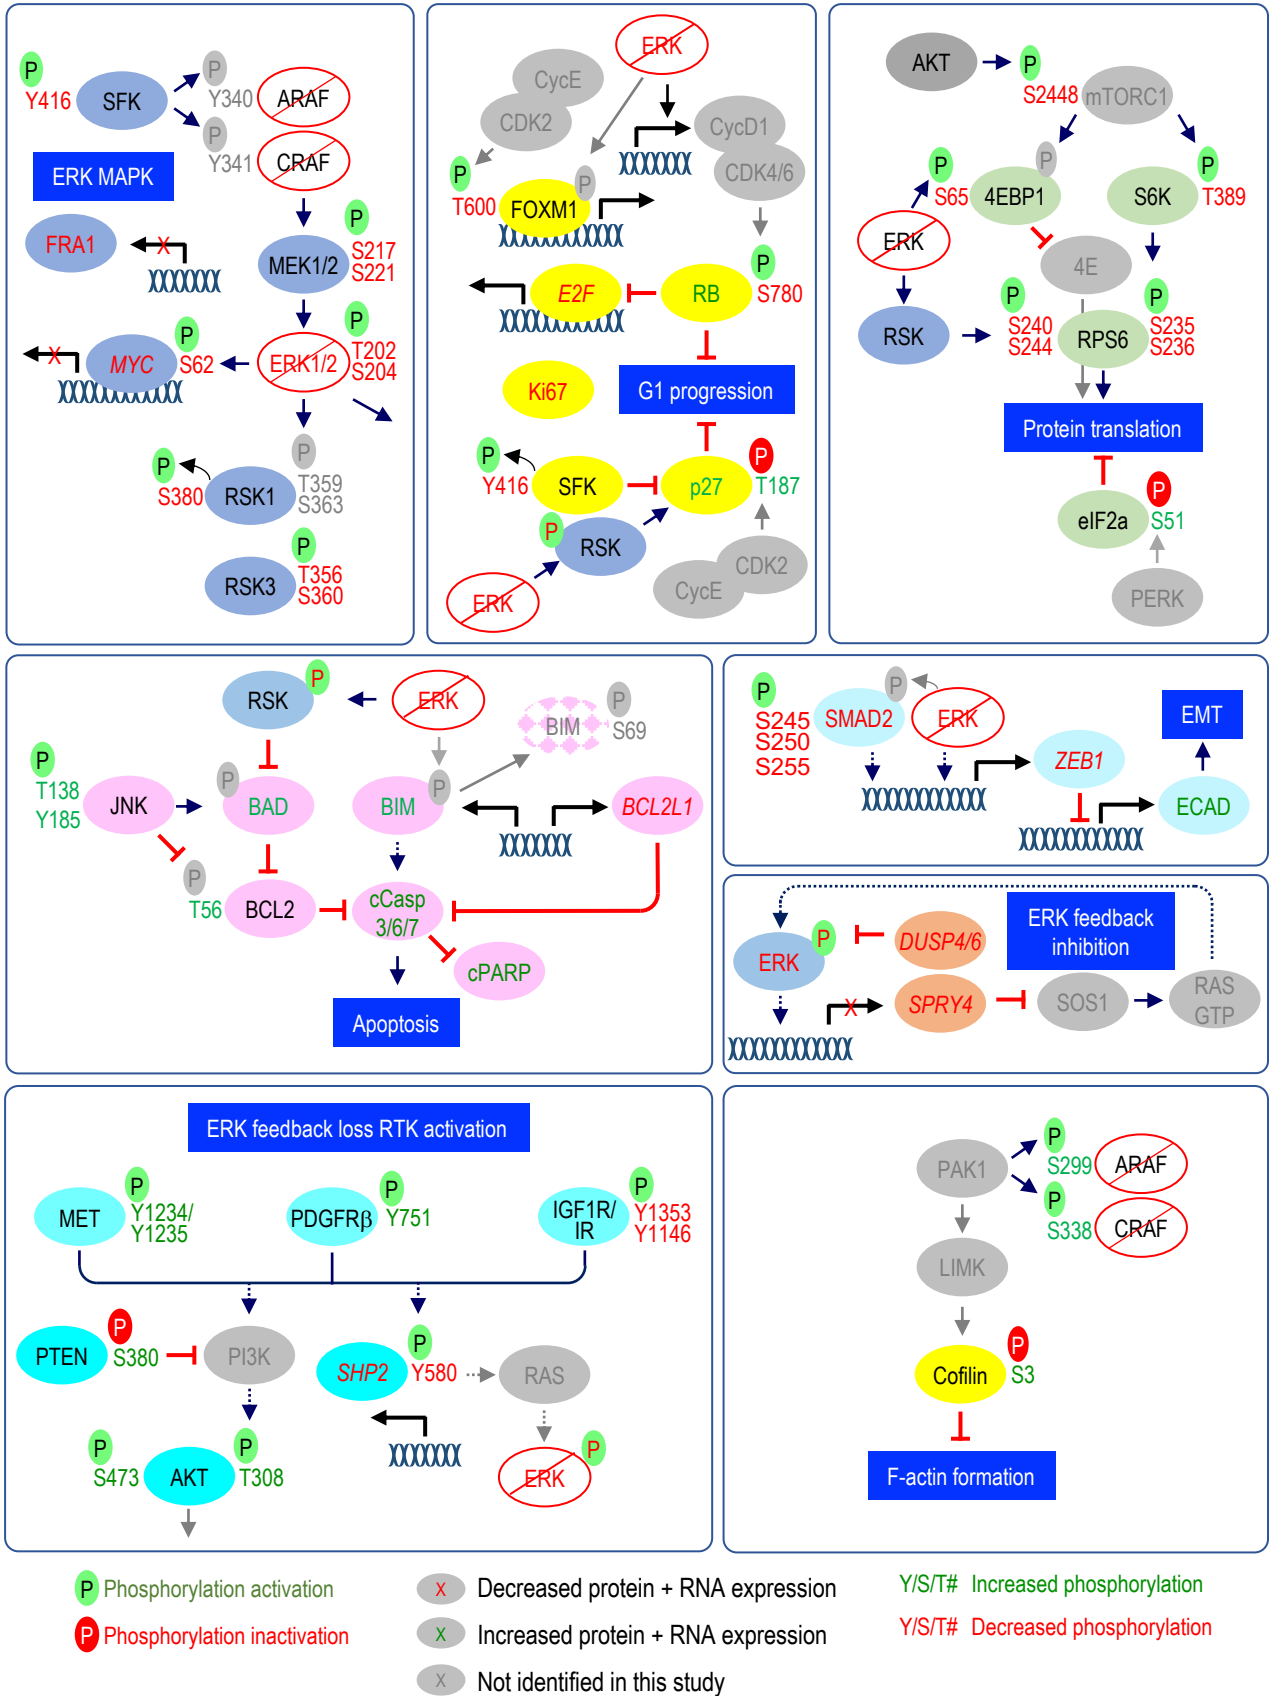 P
Y416
SFK
P
Y340
P
Y341
ARAF
CRAF
ERK MAPK
FRA1
X
MEK1/2
P
S217
S221
X
MYC
P
S62
ERK1/2
P
T202
S204
P
S380
RSK1
P
T359
S363
RSK3
P
T356
S360
ERK
CycE
CDK2
CycD1
CDK4/6
P
T600
FOXM1
P
E2F
RB
P
S780
Ki67
G1 progression
P
Y416
SFK
p27
P
T187
P
RSK
ERK
CDK2
CycE
AKT
P
S2448
mTORC1
P
S65
4EBP1
P
S6K
P
T389
ERK
4E
RSK
P
S240
S244
RPS6
P
S235
S236
Protein translation
eIF2a
P
S51
PERK
RSK
P
ERK
BIM
P
S69
P
T138
Y185
JNK
P
BAD
BIM
P
BCL2L1
P
T56
BCL2
cCasp
3/6/7
cPARP
Apoptosis
P
S245
S250
S255
SMAD2
P
ERK
ZEB1
EMT
ECAD
ERK feedback
inhibition
ERK
P
DUSP4/6
X
SPRY4
SOS1
RAS
GTP
ERK feedback loss RTK activation
MET
P
Y1234/
Y1235
PDGFRβ
P
Y751
IGF1R/
IR
P
Y1353
Y1146
PTEN
P
S380
PI3K
SHP2
P
Y580
RAS
P
S473
AKT
P
T308
ERK
P
PAK1
P
S299
ARAF
P
S338
CRAF
LIMK
Cofilin
P
S3
F-actin formation
P Phosphorylation activation
P Phosphorylation inactivation
X Decreased protein + RNA expression
X Increased protein + RNA expression
X Not identified in this study
Y/S/T# Increased phosphorylation
Y/S/T# Decreased phosphorylation